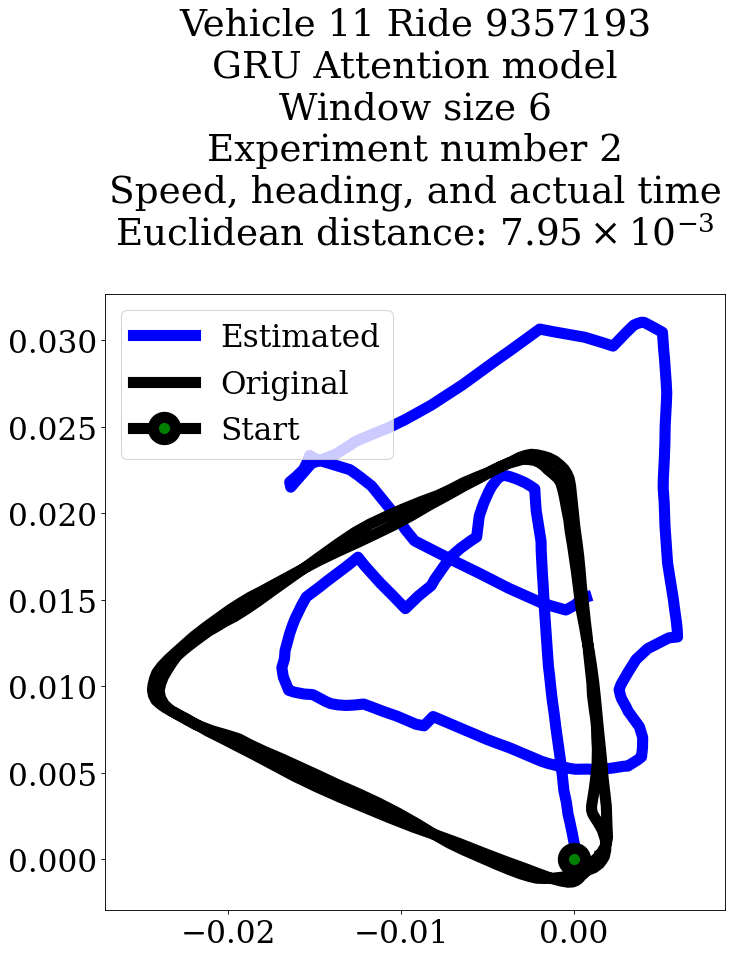 Vehicle 11 Ride 9357193
GRU Attention model
Window size 6
Experiment number 2
Speed, heading, and actual time
Euclidean distance: 7.95 × 10⁻³
Estimated
Original
Start
0.030
0.025
0.020
0.015
0.010
0.005
0.000
−0.02
−0.01
0.00